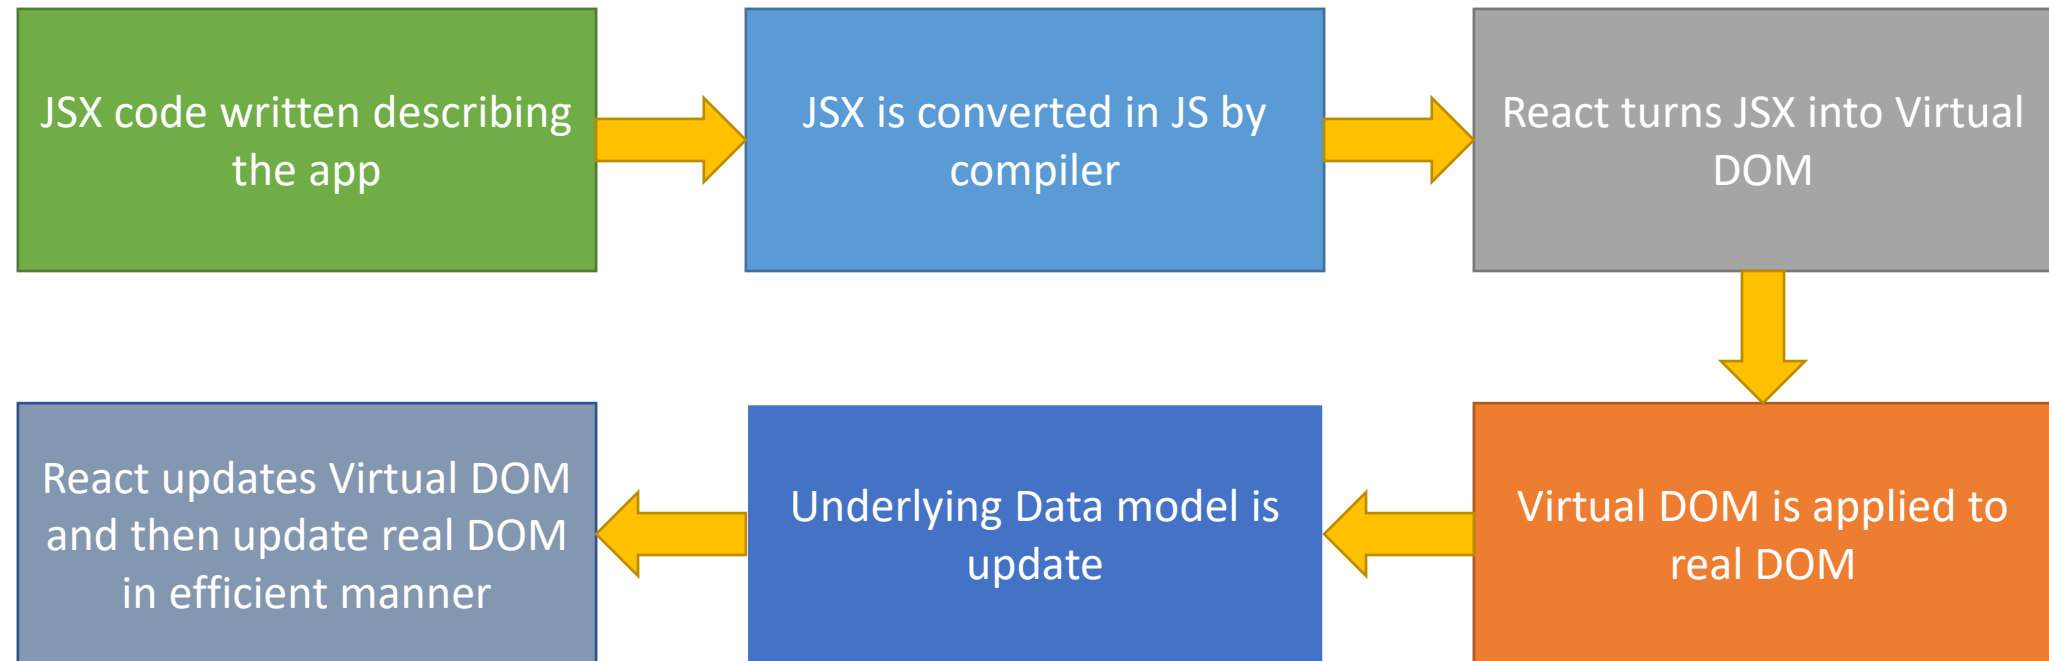 JSX code written describing
the app
JSX is converted in JS by
compiler
React turns JSX into Virtual
DOM
Virtual DOM is applied to
real DOM
Underlying Data model is
update
React updates Virtual DOM
and then update real DOM
in efficient manner